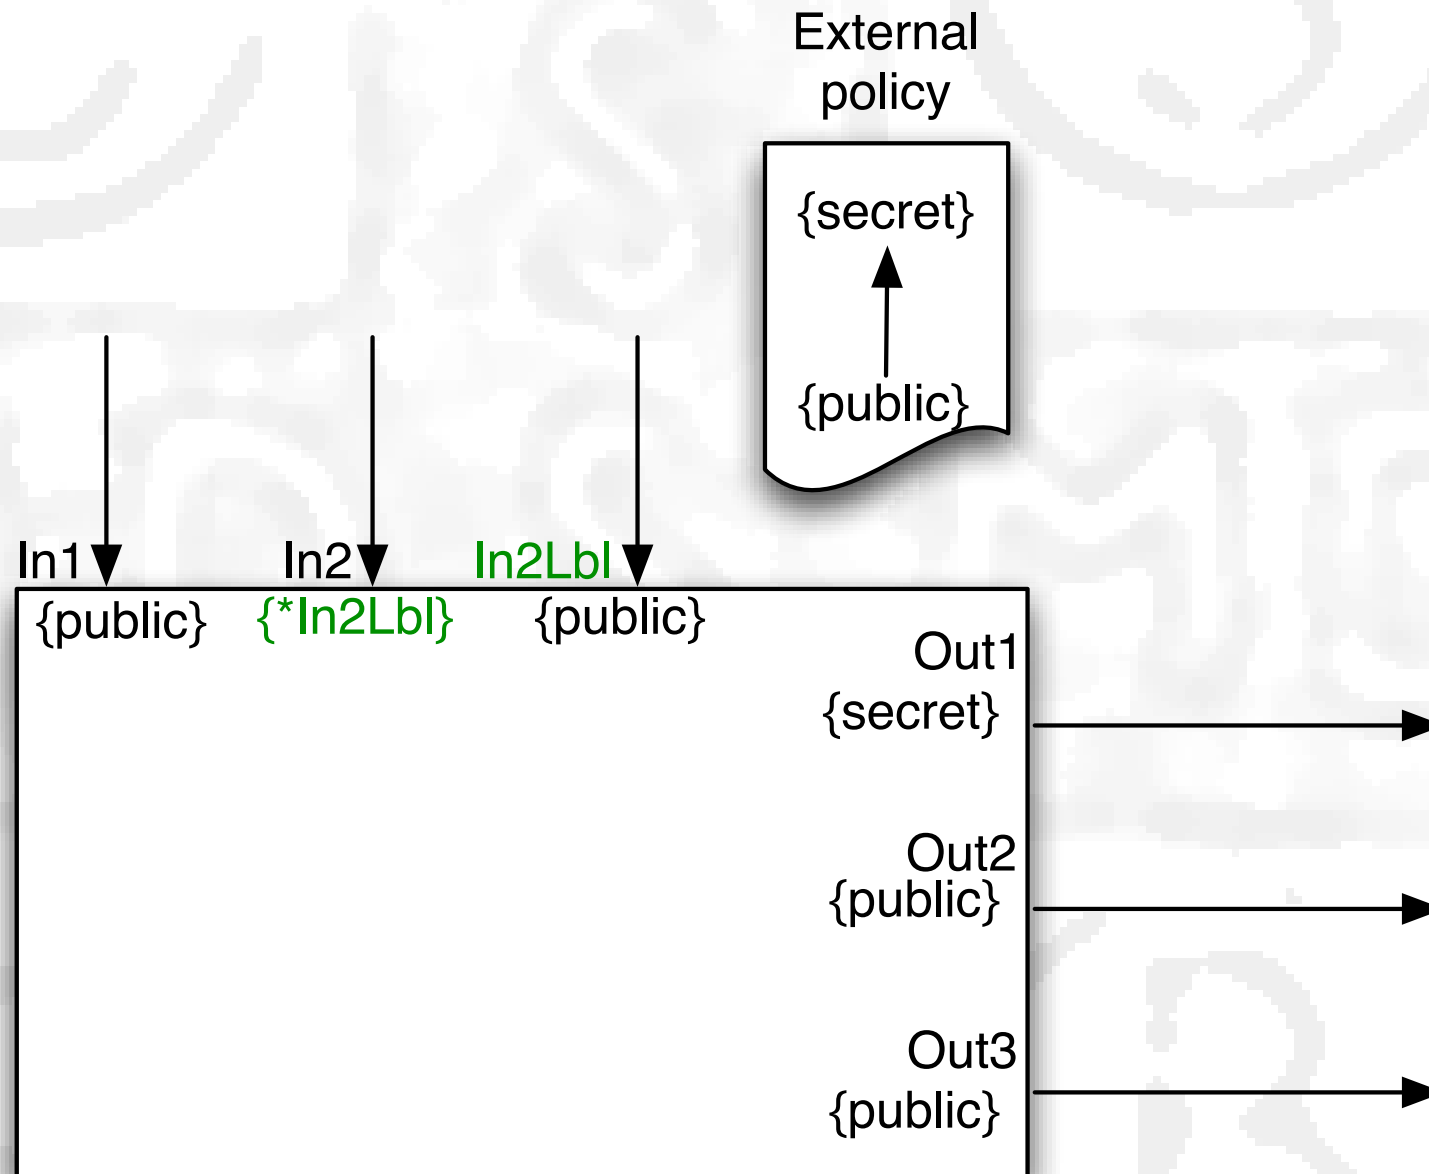 External
policy
{secret}
{public}
In1 In2 In2Lbl
{public} {*In2Lbl} {public}
Out1
{secret}
Out2
{public}
Out3
{public}